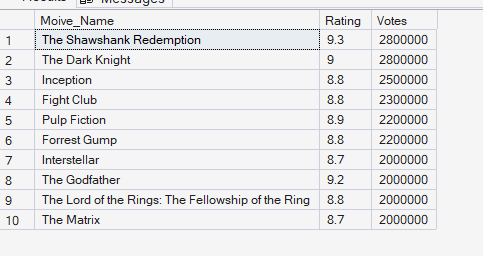 Messages
Moive_Name Rating Votes
1 The Shawshank Redemption 9.3 2800000
2 The Dark Knight 9 2800000
3 Inception 8.8 2500000
4 Fight Club 8.8 2300000
5 Pulp Fiction 8.9 2200000
6 Forrest Gump 8.8 2200000
7 Interstellar 8.7 2000000
8 The Godfather 9.2 2000000
9 The Lord of the Rings: The Fellowship of the Ring 8.8 2000000
10 The Matrix 8.7 2000000